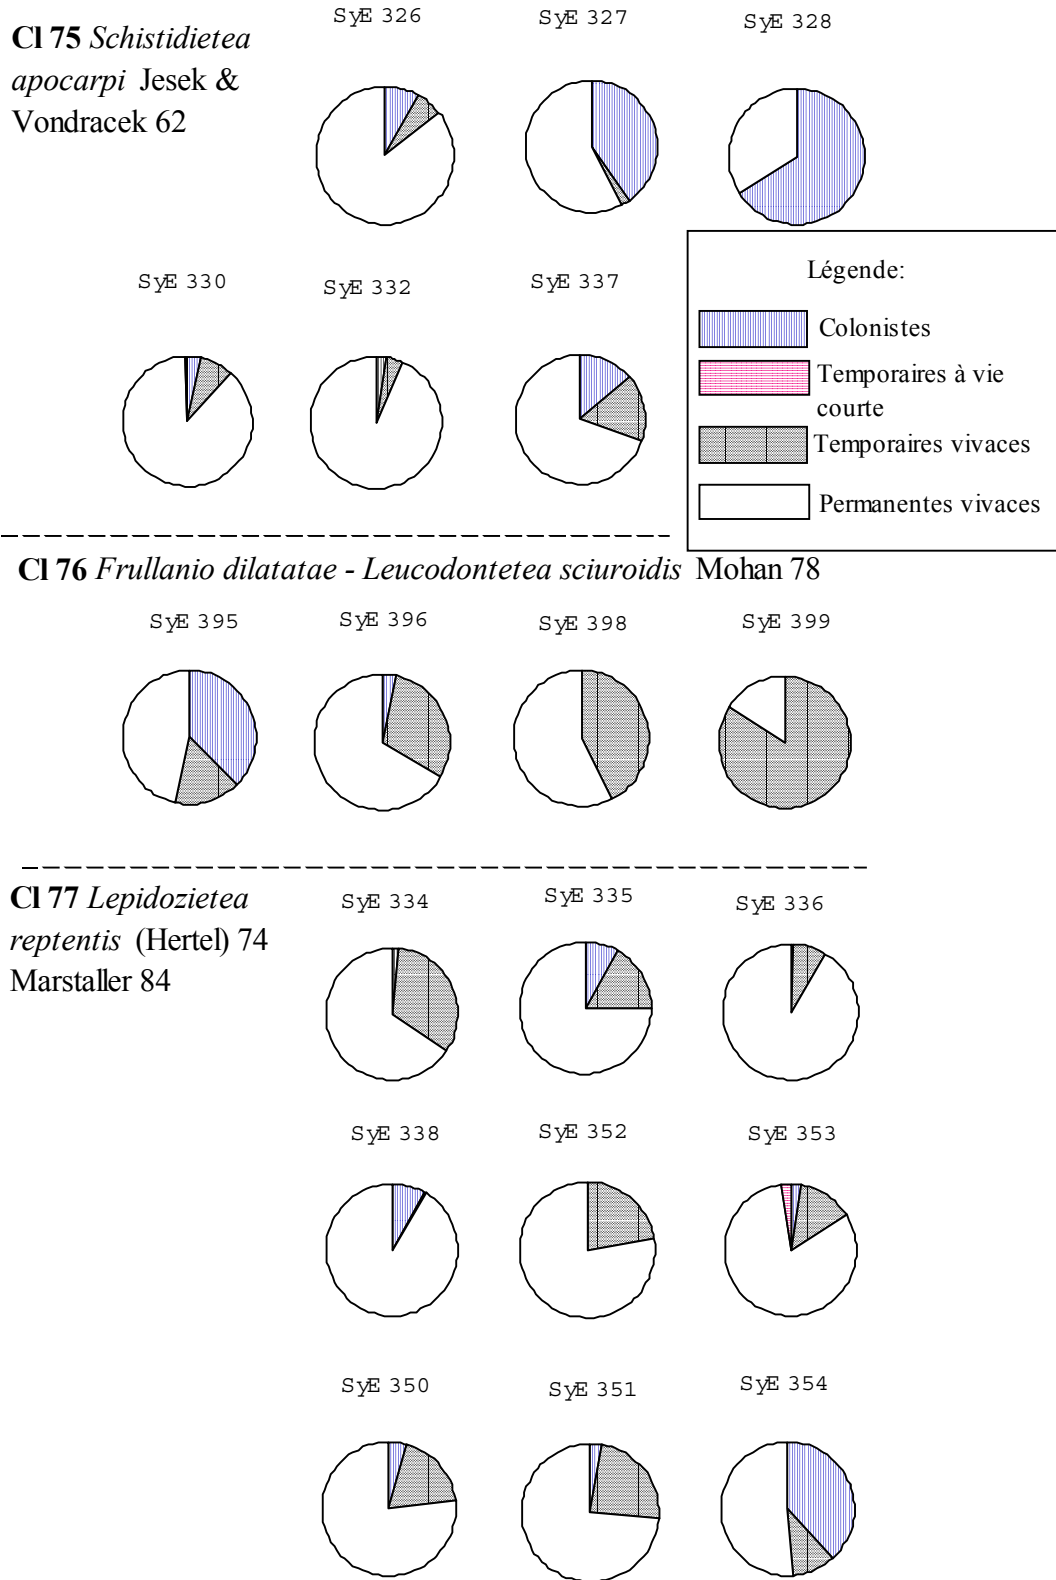 Cl 75 Schistidietea
apocarpi Jesek &
Vondracek 62
SyE 326
SyE 327
SyE 328
SyE 330
SyE 332
SyE 337
Légende:
Colonistes
Temporaires à vie
courte
Temporaires vivaces
Permanentes vivaces
Cl 76 Frullanio dilatatae - Leucodontetea sciuroidis Mohan 78
SyE 395
SyE 396
SyE 398
SyE 399
Cl 77 Lepidozietea
reptentis (Hertel) 74
Marstaller 84
SyE 334
SyE 335
SyE 336
SyE 338
SyE 352
SyE 353
SyE 350
SyE 351
SyE 354